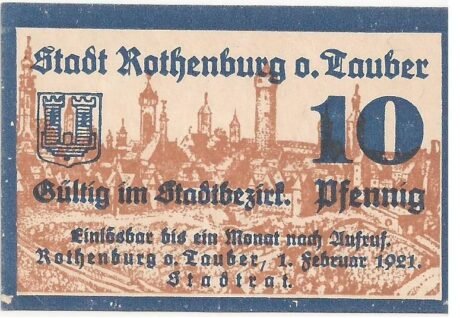 Stadt Rothenburg o. Tauber
10
Gültig im Stadtbezirk. Pfennig
Einlösbar bis ein Monat nach Aufruf.
Rothenburg o. Tauber, 1. Februar 1921.
Stadtrat.